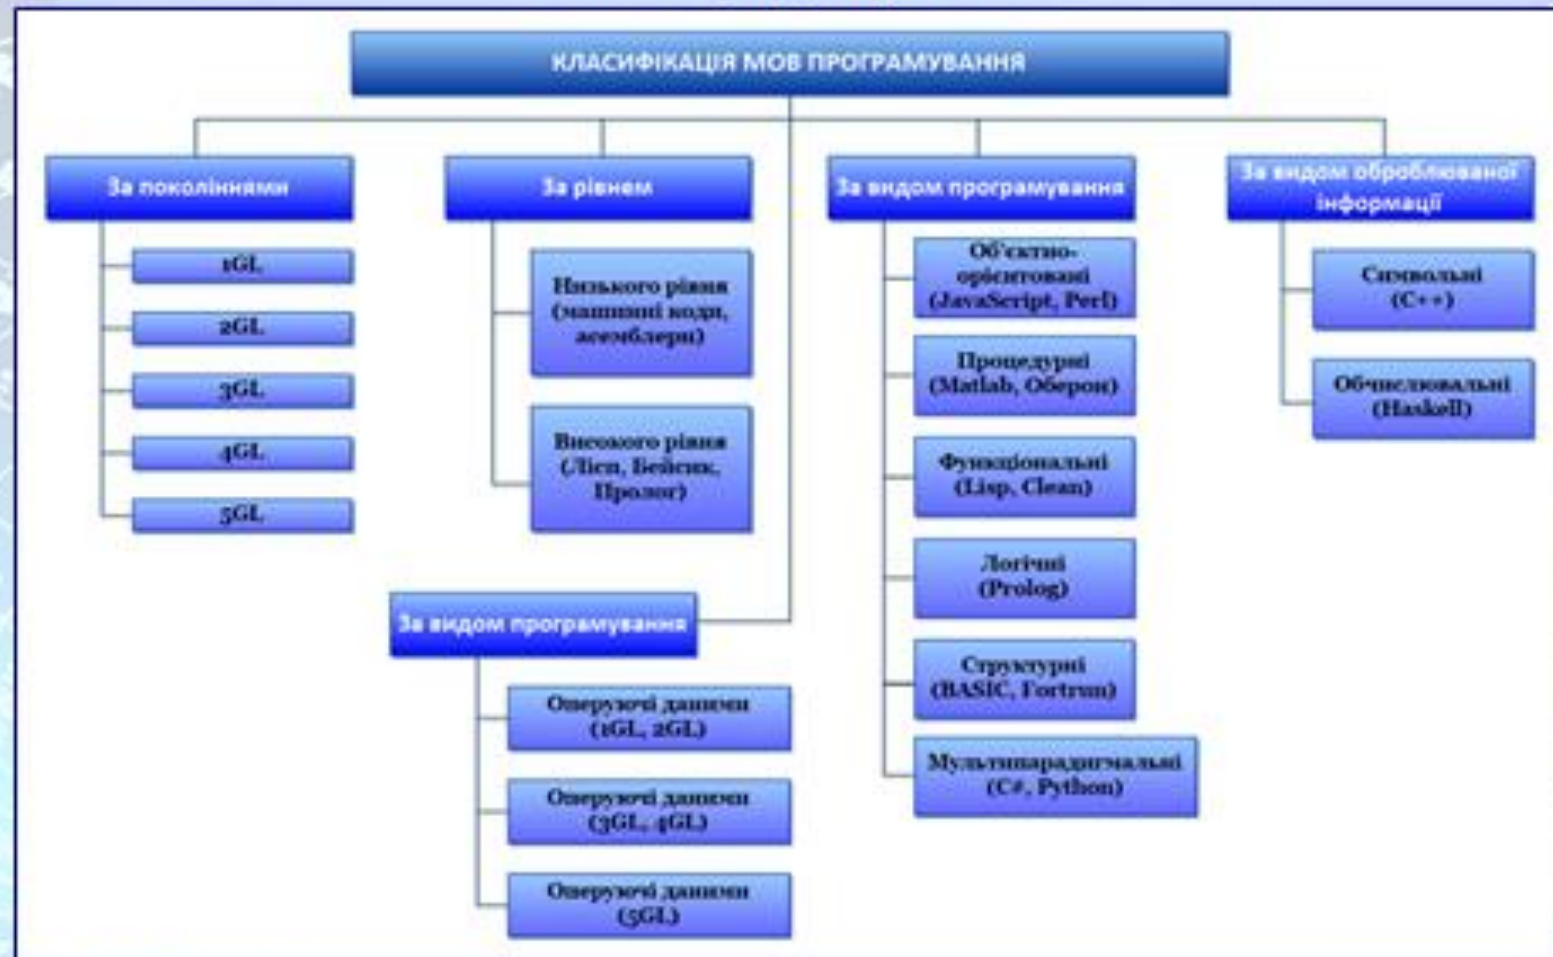 КЛАСИФІКАЦІЯ МОВ ПРОГРАМУВАННЯ
За поколіннями
1GL
2GL
3GL
4GL
5GL
За рівнем
Низького рівня
(машинні коди,
асемблери)
Високого рівня
(Лісп, Бейсик,
Пролог)
За видом програмування
Оперуючі даними
(1GL, 2GL)
Оперуючі даними
(3GL, 4GL)
Оперуючі даними
(5GL)
За видом програмування
Об'єктно-
орієнтовані
(JavaScript, Perl)
Процедурні
(Matlab, Оберон)
Функціональні
(Lisp, Clean)
Логічні
(Prolog)
Структурні
(BASIC, Fortrun)
Мультипарадигмальні
(C#, Python)
За видом оброблюваної
інформації
Символьні
(C++)
Обчислювальні
(Haskell)